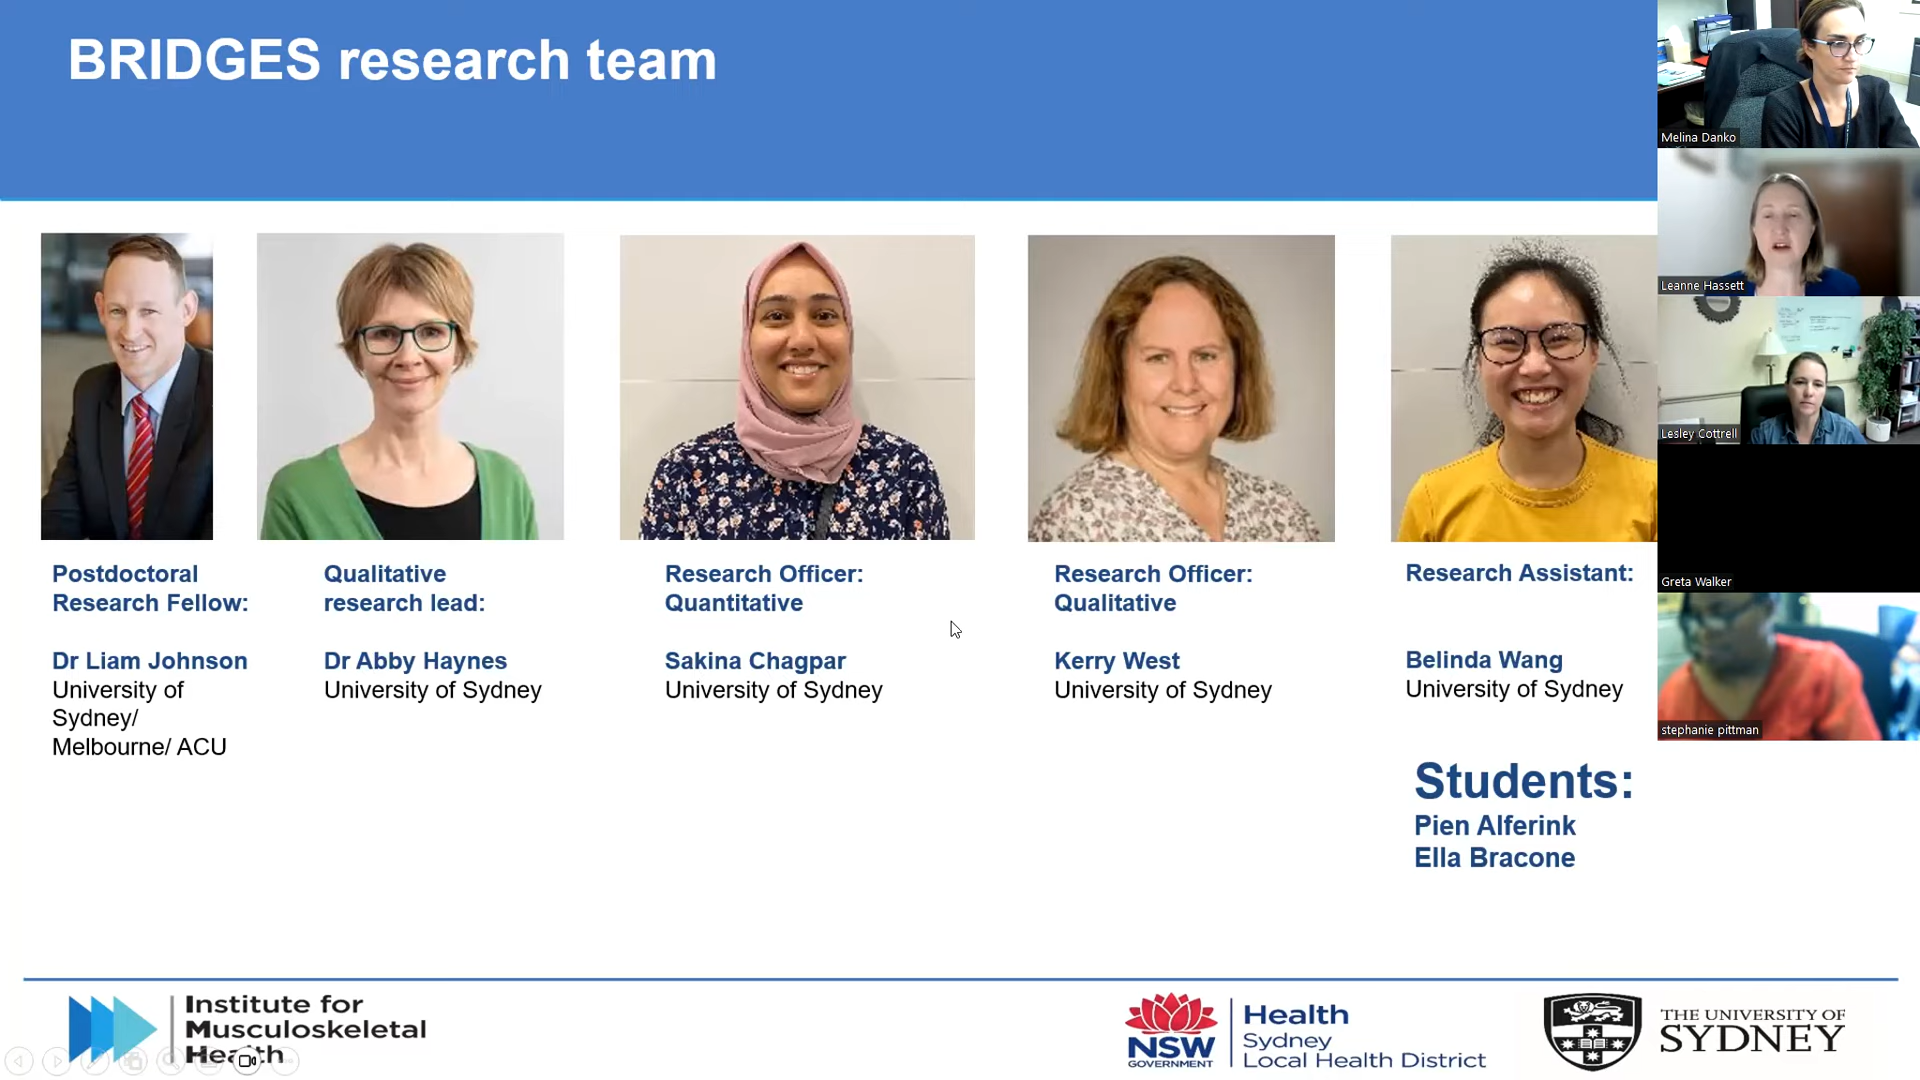 BRIDGES research team
Melina Danko
Leanne Hassett
Lesley Cottrell
Greta Walker
stephanie pittman
Postdoctoral
Research Fellow:
Dr Liam Johnson
University of
Sydney/
Melbourne/ ACU
Qualitative
research lead:
Dr Abby Haynes
University of Sydney
Research Officer:
Quantitative
Sakina Chagpar
University of Sydney
Research Officer:
Qualitative
Kerry West
University of Sydney
Research Assistant:
Belinda Wang
University of Sydney
Students:
Pien Alferink
Ella Bracone
Institute for
Musculoskeletal
Health
NSW
GOVERNMENT
Health
Sydney
Local Health District
THE UNIVERSITY OF
SYDNEY